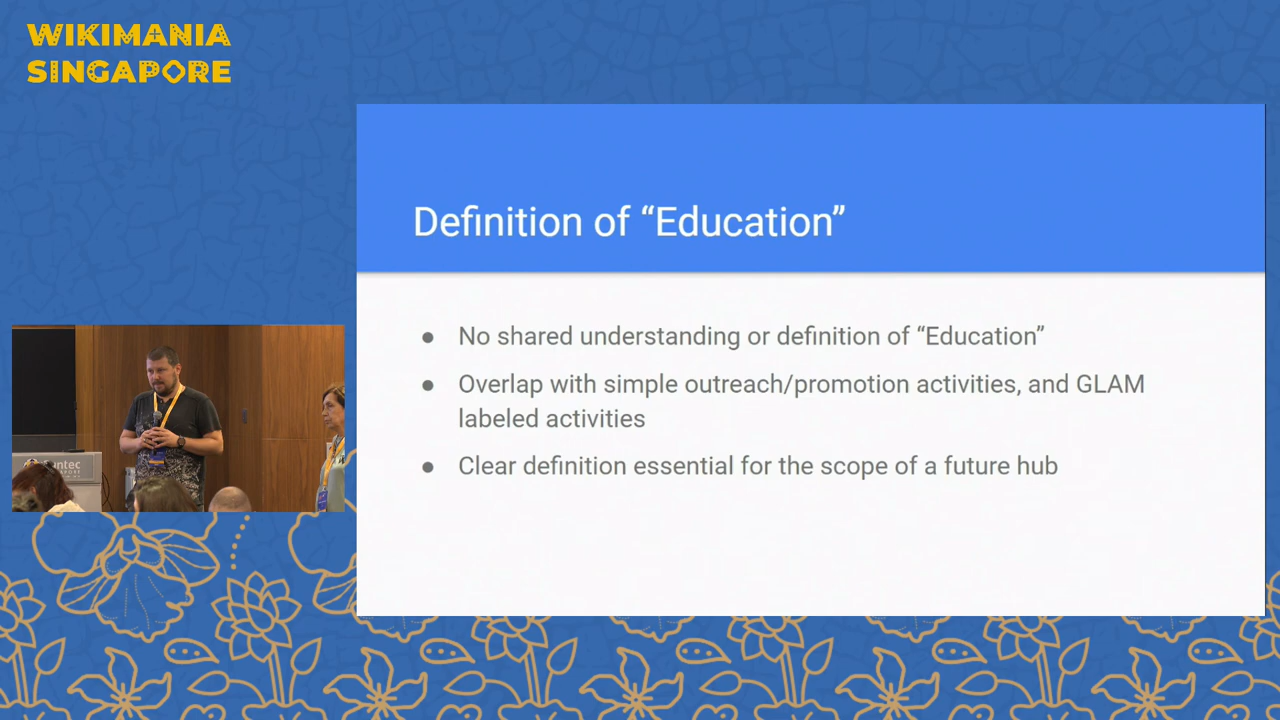 WIKIMANIA
SINGAPORE
Definition of “Education”
● No shared understanding or definition of “Education”
● Overlap with simple outreach/promotion activities, and GLAM
labeled activities
● Clear definition essential for the scope of a future hub